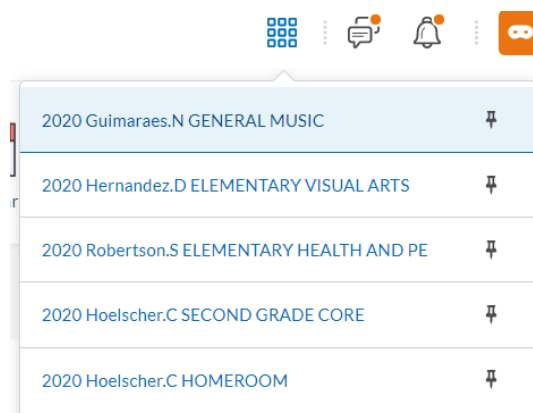 2020 Guimaraes.N GENERAL MUSIC
2020 Hernandez.D ELEMENTARY VISUAL ARTS
2020 Robertson.S ELEMENTARY HEALTH AND PE
2020 Hoelscher.C SECOND GRADE CORE
2020 Hoelscher.C HOMEROOM